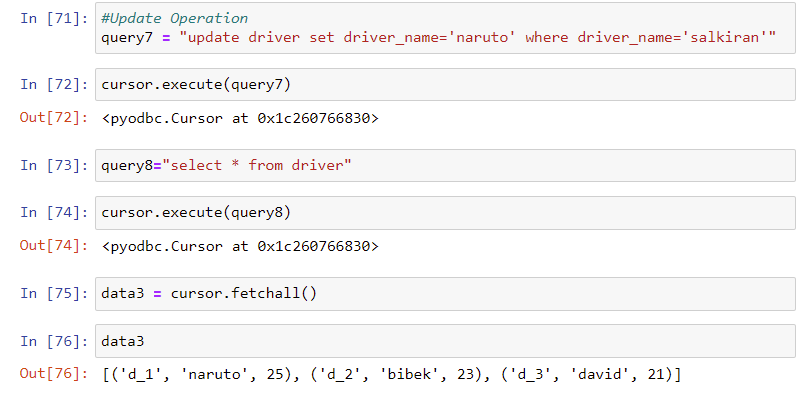 In [71]: #Update Operation
query7 = "update driver set driver_name='naruto' where driver_name='salkiran'"
In [72]: cursor.execute(query7)
Out[72]: <pyodbc.Cursor at 0x1c260766830>
In [73]: query8="select * from driver"
In [74]: cursor.execute(query8)
Out[74]: <pyodbc.Cursor at 0x1c260766830>
In [75]: data3 = cursor.fetchall()
In [76]: data3
Out[76]: [('d_1', 'naruto', 25), ('d_2', 'bibek', 23), ('d_3', 'david', 21)]